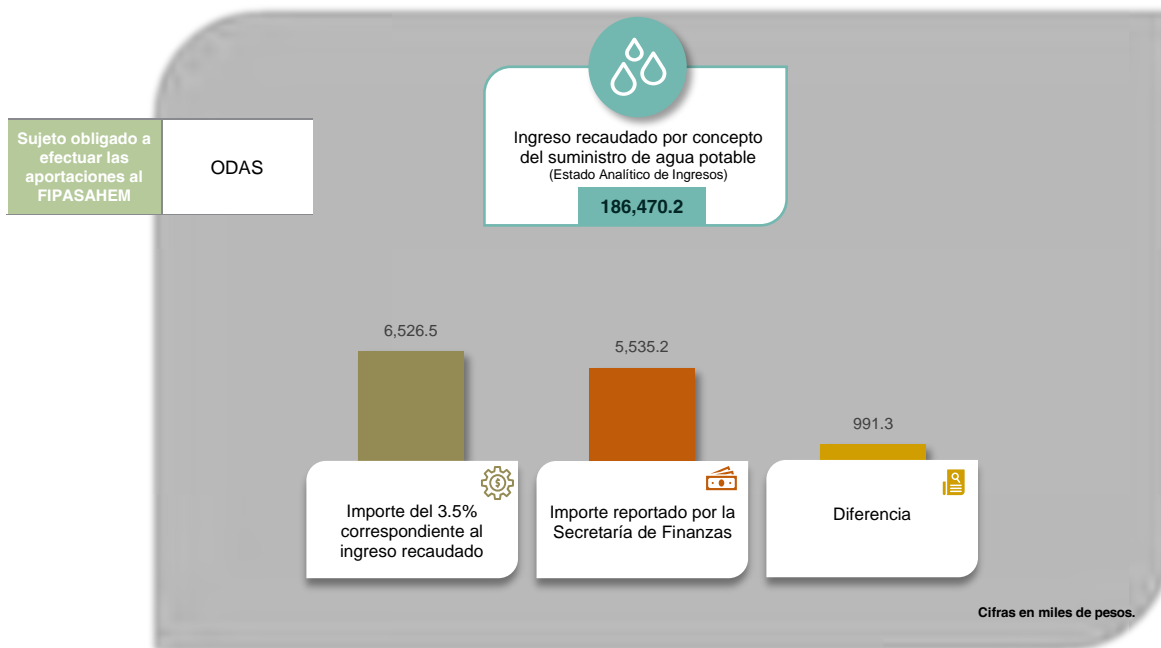 Ingreso recaudado por concepto
del suministro de agua potable
(Estado Analítico de Ingresos)
186,470.2
Sujeto obligado a
efectuar las
aportaciones al
FIPASAHEM
ODAS
6,526.5
5,535.2
991.3
Importe del 3.5%
correspondiente al
ingreso recaudado
Importe reportado por la
Secretaría de Finanzas
Diferencia
Cifras en miles de pesos.